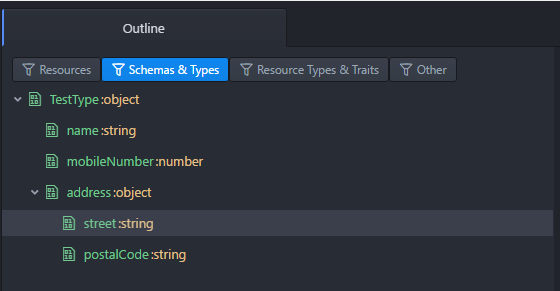 Outline
Resources Schemas & Types Resource Types & Traits Other
TestType:object
name:string
mobileNumber:number
address:object
street:string
postalCode:string